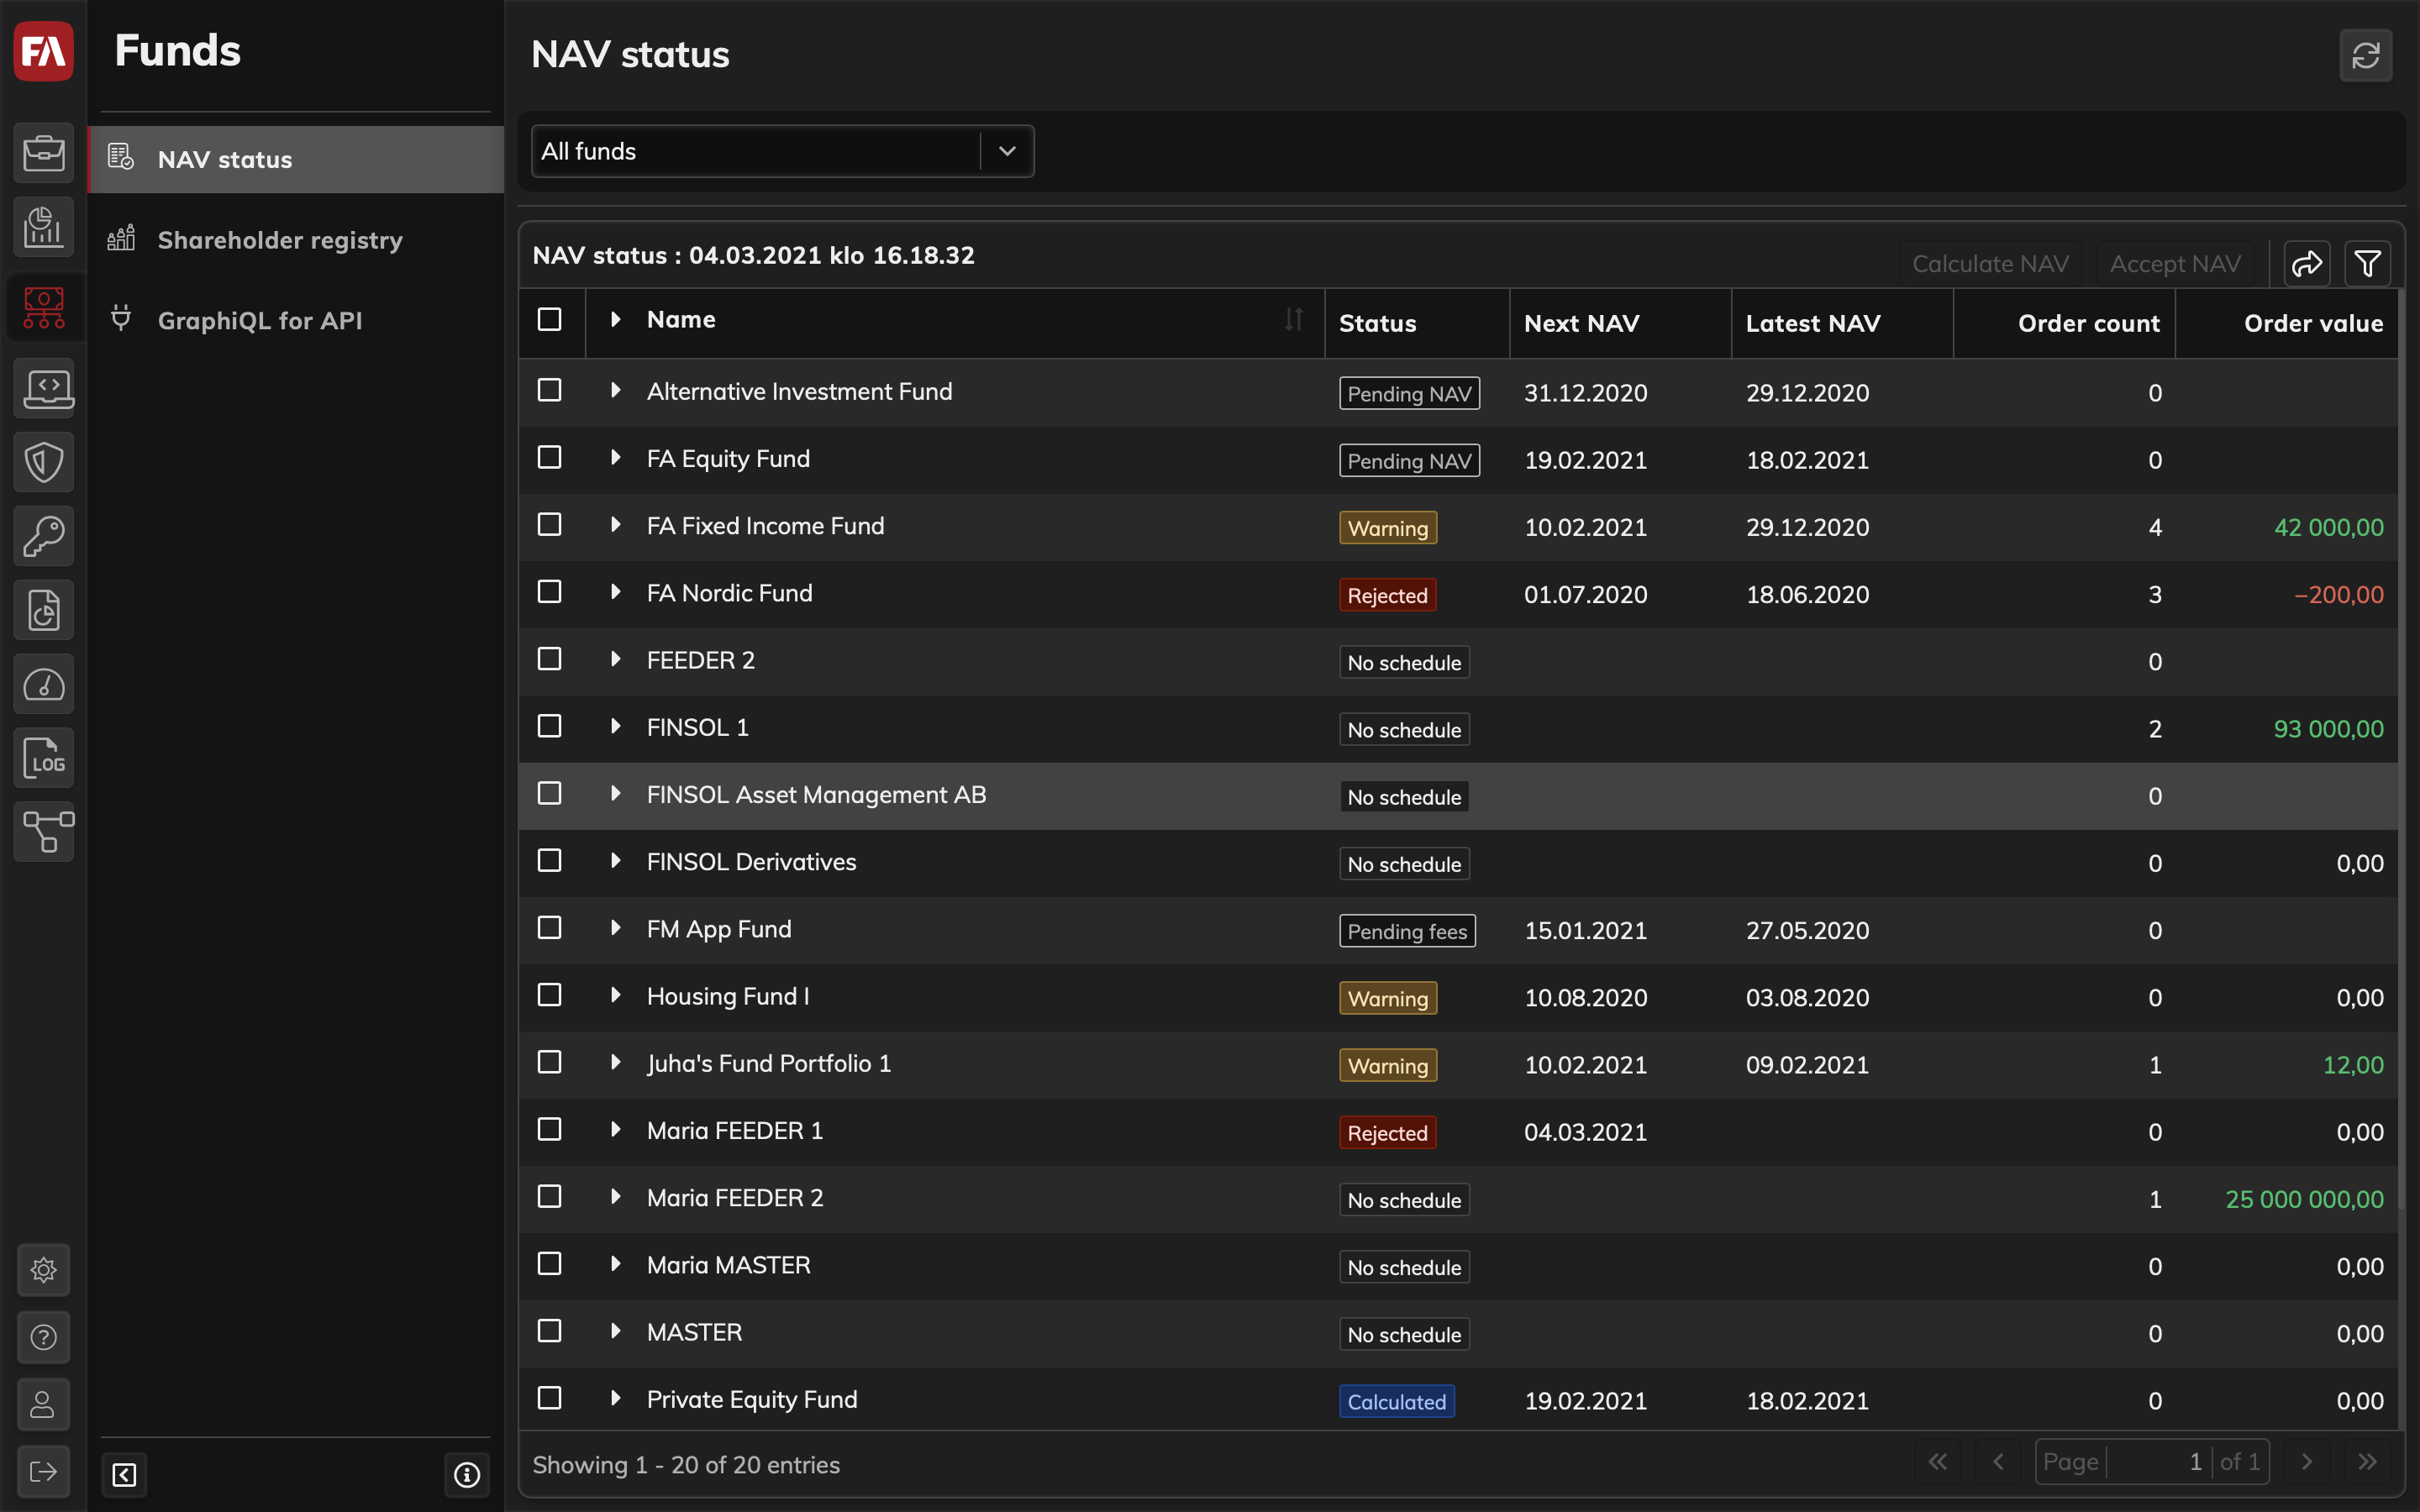 FA
Funds
NAV status
Shareholder registry
GraphiQL for API
LOG
NAV status
All funds
NAV status : 04.03.2021 klo 16.18.32
Calculate NAV Accept NAV
Name Status Next NAV Latest NAV Order count Order value
Alternative Investment Fund Pending NAV 31.12.2020 29.12.2020 0
FA Equity Fund Pending NAV 19.02.2021 18.02.2021 0
FA Fixed Income Fund Warning 10.02.2021 29.12.2020 4 42 000,00
FA Nordic Fund Rejected 01.07.2020 18.06.2020 3 −200,00
FEEDER 2 No schedule 0
FINSOL 1 No schedule 2 93 000,00
FINSOL Asset Management AB No schedule 0
FINSOL Derivatives No schedule 0 0,00
FM App Fund Pending fees 15.01.2021 27.05.2020 0
Housing Fund I Warning 10.08.2020 03.08.2020 0 0,00
Juha's Fund Portfolio 1 Warning 10.02.2021 09.02.2021 1 12,00
Maria FEEDER 1 Rejected 04.03.2021 0 0,00
Maria FEEDER 2 No schedule 1 25 000 000,00
Maria MASTER No schedule 0 0,00
MASTER No schedule 0 0,00
Private Equity Fund Calculated 19.02.2021 18.02.2021 0 0,00
Showing 1 - 20 of 20 entries
Page 1 of 1